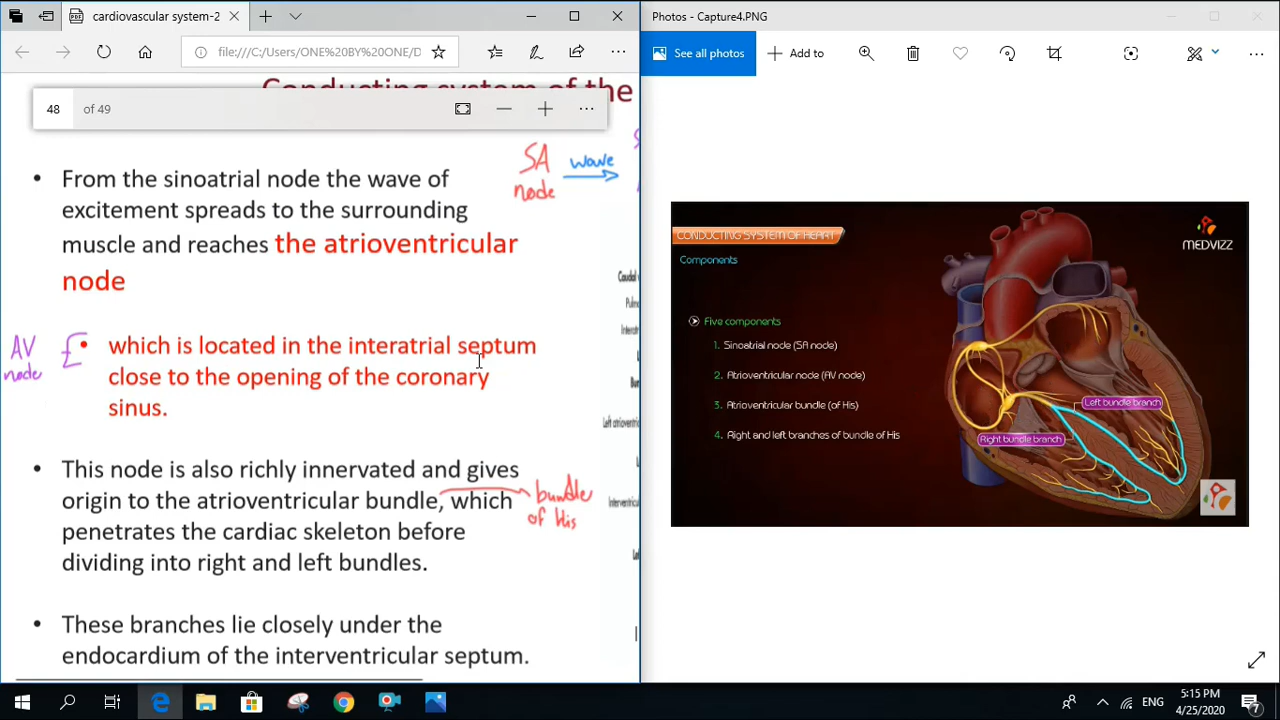 cardiovascular system-2
file:///C:/Users/ONE%20BY%20ONE/D
Conducting system of the
48 of 49
From the sinoatrial node the wave of
excitement spreads to the surrounding
muscle and reaches the atrioventricular
node
SA
node
wave
AV
node
• which is located in the interatrial septum
close to the opening of the coronary
sinus.
• This node is also richly innervated and gives
origin to the atrioventricular bundle, which
penetrates the cardiac skeleton before
dividing into right and left bundles.
bundle
of His
• These branches lie closely under the
endocardium of the interventricular septum.
Photos - Capture4.PNG
See all photos
Add to
CONDUCTING SYSTEM OF HEART
MEDVIZZ
Components
Five components
1. Sinoatrial node (SA node)
2. Atrioventricular node (AV node)
3. Atrioventricular bundle (of His)
4. Right and left branches of bundle of His
Left bundle branch
Right bundle branch
ENG
5:15 PM
4/25/2020
7